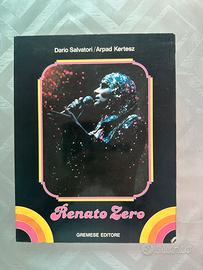 Dario Salvatori/Arpad Kertesz
Renato Zero
GREMESE EDITORE